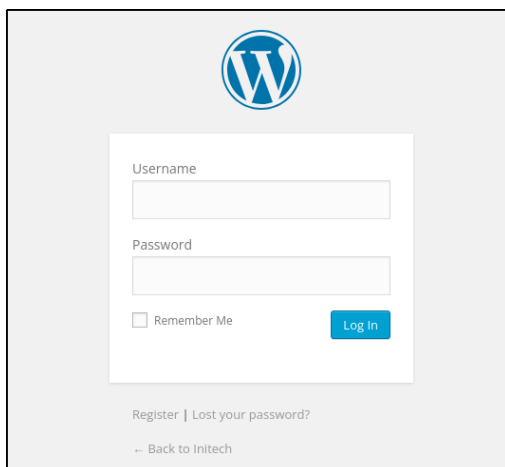 Username
Password
Remember Me
Log In
Register | Lost your password?
← Back to Initech